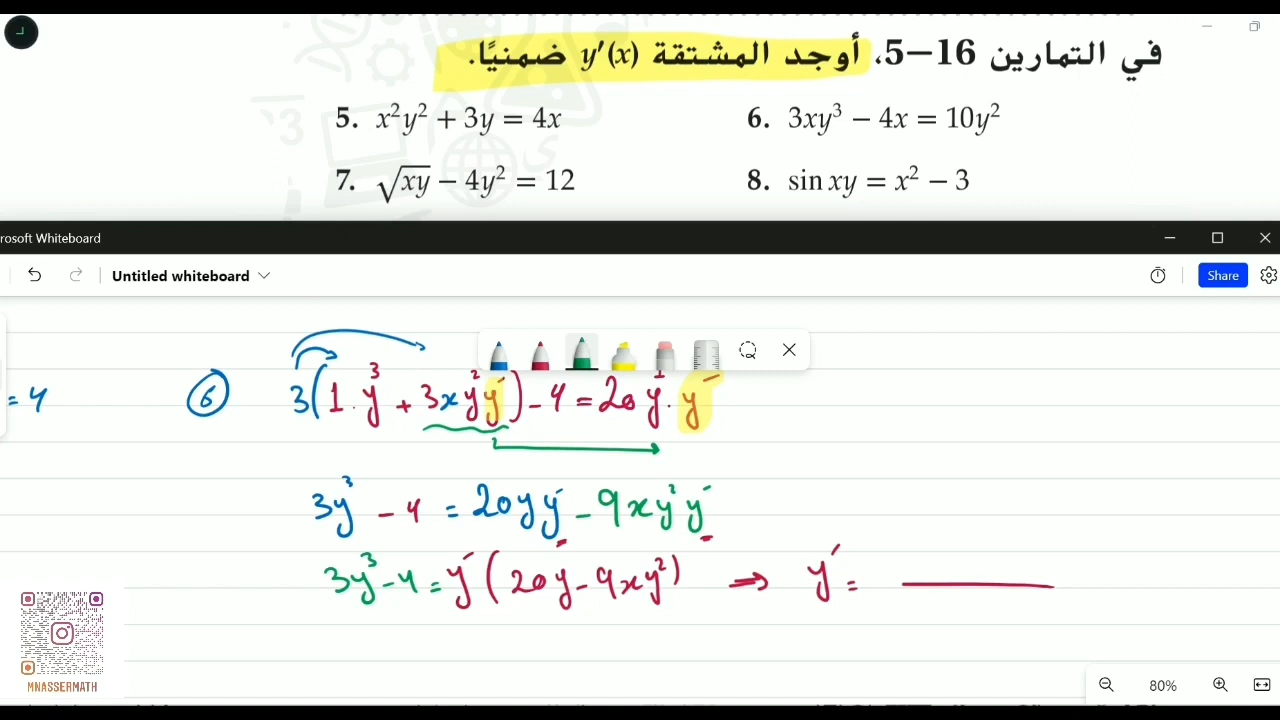 في التمارين 16–5، أوجد المشتقة y′(x) ضمنيًا.
5. x²y² + 3y = 4x
6. 3xy³ − 4x = 10y²
7. √xy − 4y² = 12
8. sin xy = x² − 3
rosoft Whiteboard
Untitled whiteboard
Share
= 4
6 3(1·y³ + 3xy²y′) − 4 = 20y¹·y′
3y³ − 4 = 20yy′ − 9xy²y′
3y³ − 4 = y′(20y − 9xy²) ⇒ y′ =
MNASSERMATH
80%